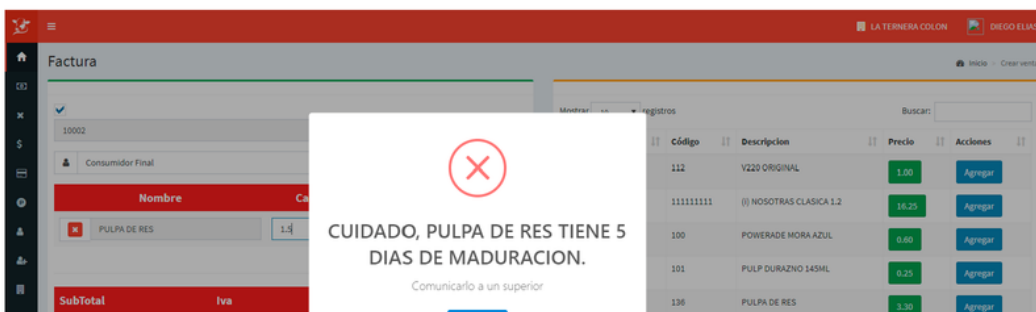 LA TERNERA COLON
DIEGO ELIAS
Factura
Inicio
Crear venta
10002
Consumidor Final
Nombre
PULPA DE RES
1.5
SubTotal
Iva
CUIDADO, PULPA DE RES TIENE 5
DIAS DE MADURACION.
Comunicarlo a un superior
Mostrar 10 registros
Buscar:
Código Descripcion Precio Acciones
112 V220 ORIGINAL 1.00 Agregar
111111111 (I) NOSOTRAS CLASICA 1.2 16.25 Agregar
100 POWERADE MORA AZUL 0.60 Agregar
101 PULP DURAZNO 145ML 0.25 Agregar
136 PULPA DE RES 3.30 Agregar